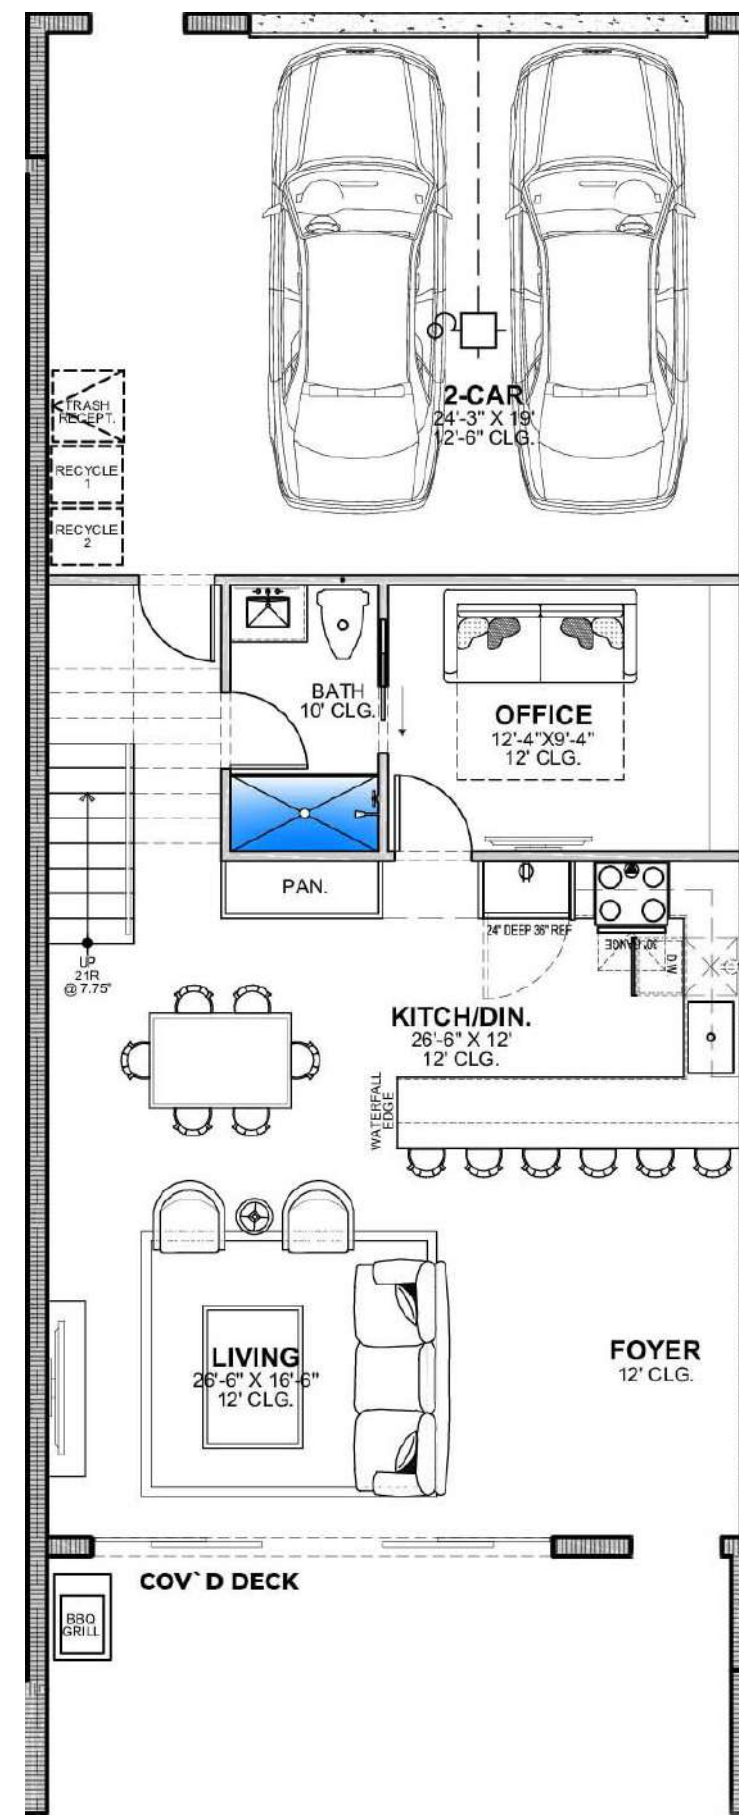 2-CAR
24'-3" X 19'
12'-6" CLG.
TRASH
RECEPT.
RECYCLE
1
RECYCLE
2
BATH
10' CLG.
OFFICE
12'-4"X9'-4"
12' CLG.
PAN.
24" DEEP 36" REF
30" RANGE
D.W.
UP
21R
@ 7.75"
KITCH/DIN.
26'-6" X 12'
12' CLG.
WATERFALL
EDGE
LIVING
26'-6" X 16'-6"
12' CLG.
FOYER
12' CLG.
COV`D DECK
BBQ
GRILL